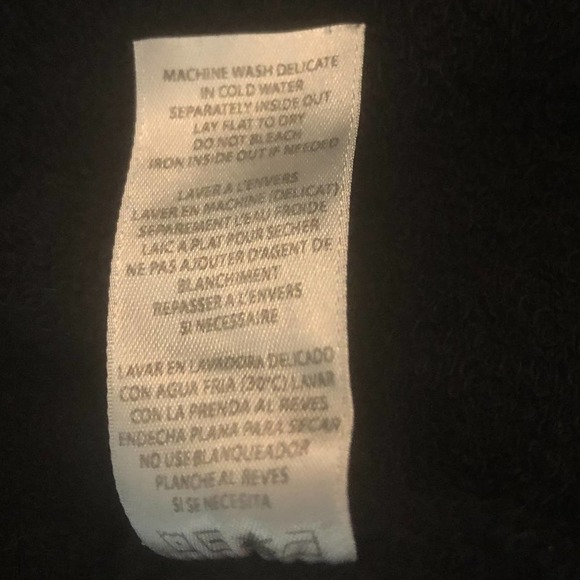 MACHINE WASH DELICATE
IN COLD WATER
SEPARATELY INSIDE OUT
LAY FLAT TO DRY
DO NOT BLEACH
IRON INSIDE OUT IF NEEDED
LAVER A L'ENVERS
LAVER EN MACHINE (DELICAT)
SEPAREMENT L'EAU FROIDE
LAIC A PLAT POUR SECHER
NE PAS AJOUTER D'AGENT DE
BLANCHIMENT
REPASSER A L'ENVERS
SI NECESSAIRE
LAVAR EN LAVADORA DELICADO
CON AGUA FRIA (30°C) LAVAR
CON LA PRENDA AL REVES
ENDECHA PLANA PARA SECAR
NO USE BLANQUEADOR
PLANCHE AL REVES
SI SE NECESITA